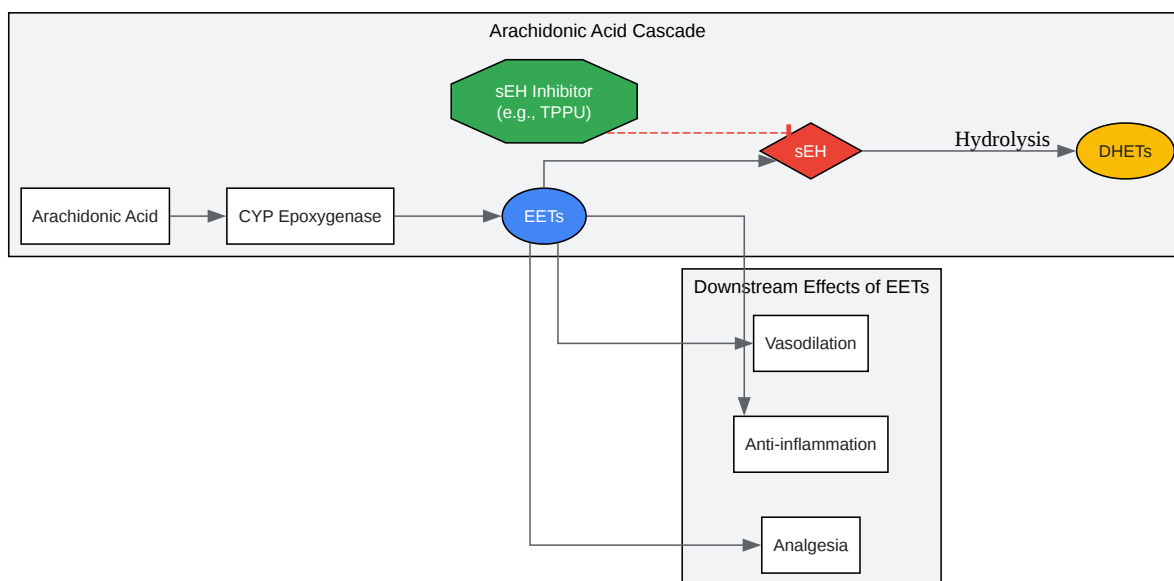 Arachidonic Acid Cascade
sEH Inhibitor
(e.g., TPPU)
sEH
Hydrolysis
DHETs
Arachidonic Acid
CYP Epoxygenase
EETs
Downstream Effects of EETs
Vasodilation
Anti-inflammation
Analgesia